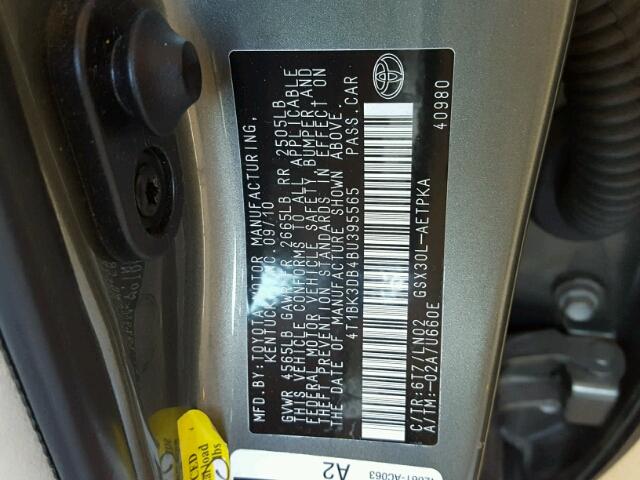 MFD. BY: TOYOTA MOTOR MANUFACTURING,
KENTUCKY, INC. 09/10
GVWR 4565LB GAWR FR 2665LB RR 2505LB
THIS VEHICLE CONFORMS TO ALL APPLICABLE
FEDERAL MOTOR VEHICLE SAFETY, BUMPER, AND
THEFT PREVENTION STANDARDS IN EFFECT ON
THE DATE OF MANUFACTURE SHOWN ABOVE.
4T1BK3DB4BU395565 PASS.CAR
C/TR:6T7/LN02 GSX30L-AETPKA
A/TM:-02A/U660E
40980
A2
-AC063